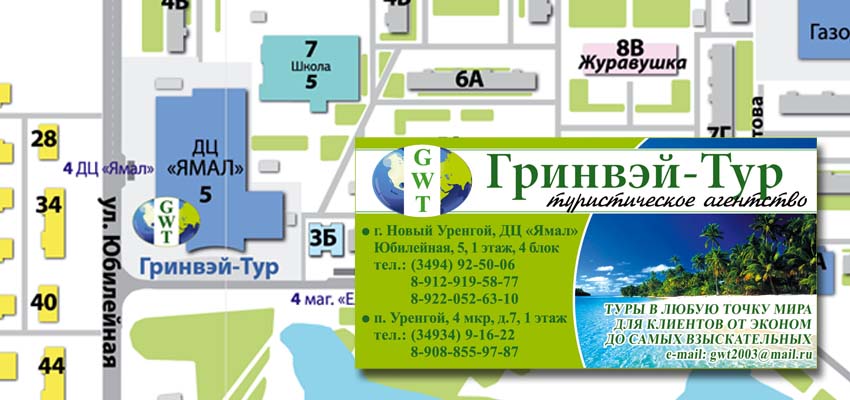 4Б
4Б
7
Школа
5
6А
8В
Журавушка
Газо
28
4 ДЦ «Ямал»
ДЦ
«ЯМАЛ»
5
7Г
34
ул. Юбилейная
GWT
Гринвэй-Тур
3Б
40
4 маг. «Е
44
GWT
Гринвэй-Тур
туристическое агентство
г. Новый Уренгой, ДЦ «Ямал»
Юбилейная, 5, 1 этаж, 4 блок
тел.: (3494) 92-50-06
8-912-919-58-77
8-922-052-63-10
п. Уренгой, 4 мкр, д.7, 1 этаж
тел.: (34934) 9-16-22
8-908-855-97-87
ТУРЫ В ЛЮБУЮ ТОЧКУ МИРА
ДЛЯ КЛИЕНТОВ ОТ ЭКОНОМ
ДО САМЫХ ВЗЫСКАТЕЛЬНЫХ
e-mail: gwt2003@mail.ru